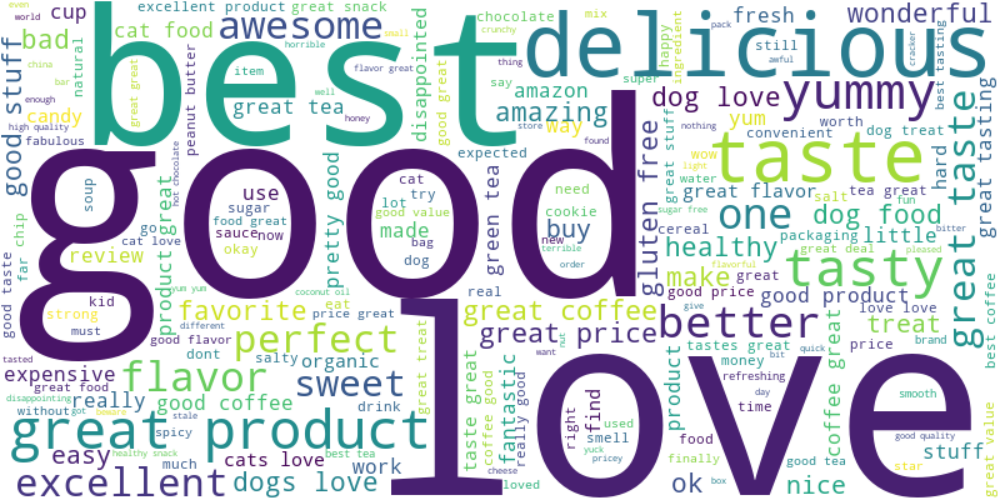 even
world
cup
excellent product
great snack
awesome
cat food
bad
natural
good stuff
china
bar
candy
enough
high quality
fabulous
great great
peanut butter
best
horrible
small
flavor great
item
well
great tea
honey
disappointed
good great
chocolate
crunchy
thing
say
mix
delicious
fresh
still
awful
happy
ingredient
super
pack
cracker
wonderful
best tasting
amazon
amazing
way
store
found
dog love
yummy
nothing
yum
worth
convenient
dog treat
great stuff
wow
light
water
taste
hard
great taste
great tasting
good
soup
hot chocolate
use
sugar
food great
sauce
now
okay
pretty good
expected
cat
try
lot
good value
made
bag
dog
green tea
need
cookie
buy
new
terrible
order
gluten free
great flavor
salt
tea great
sugar free
fun
one
dog food
bitter
cereal
packaging
little
healthy
great deal
pleased
flavorful
make
great
tasty
go
cat love
review
far
chip
product great
good taste
kid
strong
must
yum yum
coconut oil
real
favorite
eat
price great
different
good flavor
dont
perfect
great coffee
great price
good price
good product
give
love love
better
treat
brand
price
best coffee
tasted
expensive
great food
flavor
salty
organic
sweet
great treat
want
nut
love
tastes great
money
bit
quick
refreshing
day
time
coffee great
smooth
disappointing
without
got
beware
really
good coffee
stale
drink
spicy
great product
taste great
coffee good
really good
fantastic
right
find
used
smell
yuck
pricey
product
food
finally
good quality
star
stuff
great value
easy
much
healthy snack
cats love
best tea
work
cheese
loved
excellent
dogs love
ok
box
good tea
nice